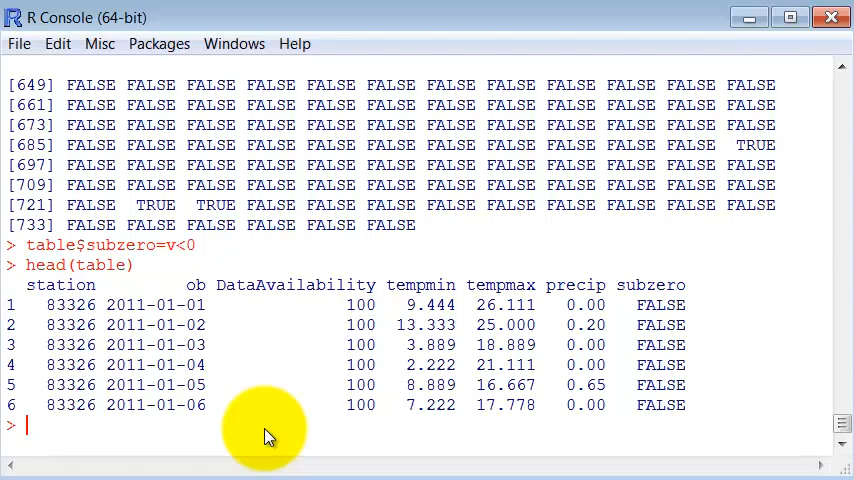 R Console (64-bit)
File Edit Misc Packages Windows Help
[649] FALSE FALSE FALSE FALSE FALSE FALSE FALSE FALSE FALSE FALSE FALSE FALSE
[661] FALSE FALSE FALSE FALSE FALSE FALSE FALSE FALSE FALSE FALSE FALSE FALSE
[673] FALSE FALSE FALSE FALSE FALSE FALSE FALSE FALSE FALSE FALSE FALSE FALSE
[685] FALSE FALSE FALSE FALSE FALSE FALSE FALSE FALSE FALSE FALSE FALSE TRUE
[697] FALSE FALSE FALSE FALSE FALSE FALSE FALSE FALSE FALSE FALSE FALSE FALSE
[709] FALSE FALSE FALSE FALSE FALSE FALSE FALSE FALSE FALSE FALSE FALSE FALSE
[721] FALSE TRUE TRUE FALSE FALSE FALSE FALSE FALSE FALSE FALSE FALSE FALSE
[733] FALSE FALSE FALSE FALSE FALSE FALSE
> table$subzero=v<0
> head(table)
station ob DataAvailability tempmin tempmax precip subzero
1 83326 2011-01-01 100 9.444 26.111 0.00 FALSE
2 83326 2011-01-02 100 13.333 25.000 0.20 FALSE
3 83326 2011-01-03 100 3.889 18.889 0.00 FALSE
4 83326 2011-01-04 100 2.222 21.111 0.00 FALSE
5 83326 2011-01-05 100 8.889 16.667 0.65 FALSE
6 83326 2011-01-06 100 7.222 17.778 0.00 FALSE
>